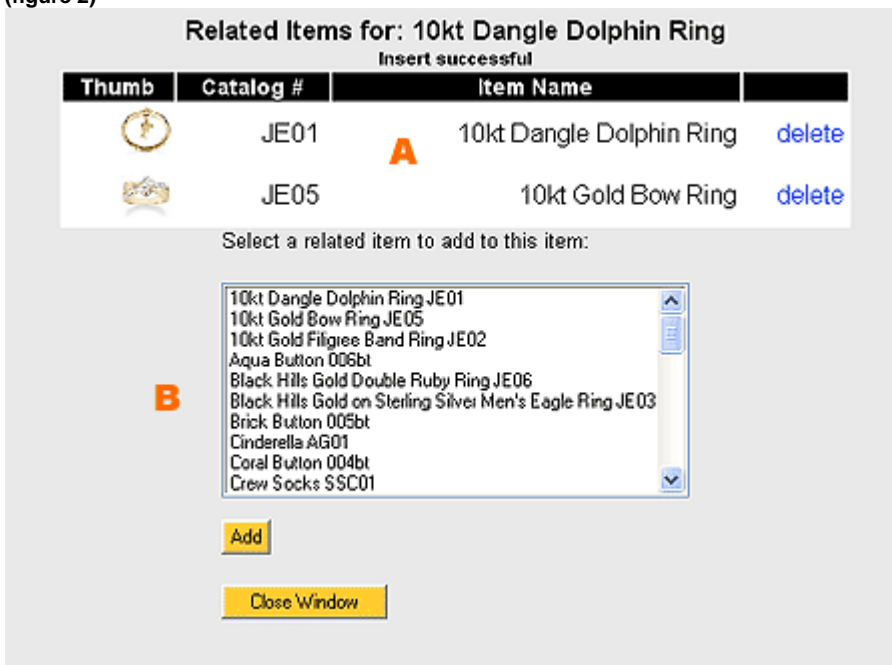 (figure 2)
Related Items for: 10kt Dangle Dolphin Ring
Insert successful
Thumb Catalog # Item Name
JE01 A 10kt Dangle Dolphin Ring delete
JE05 10kt Gold Bow Ring delete
Select a related item to add to this item:
10kt Dangle Dolphin Ring JE01
10kt Gold Bow Ring JE05
10kt Gold Filigree Band Ring JE02
Aqua Button 006bt
Black Hills Gold Double Ruby Ring JE06
B
Black Hills Gold on Sterling Silver Men's Eagle Ring JE03
Brick Button 005bt
Cinderella AG01
Coral Button 004bt
Crew Socks SSC01
Add
Close Window